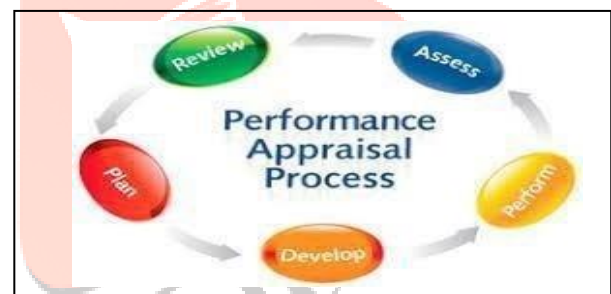 Review
Assess
Performance
Appraisal
Process
Plan
Perform
Develop